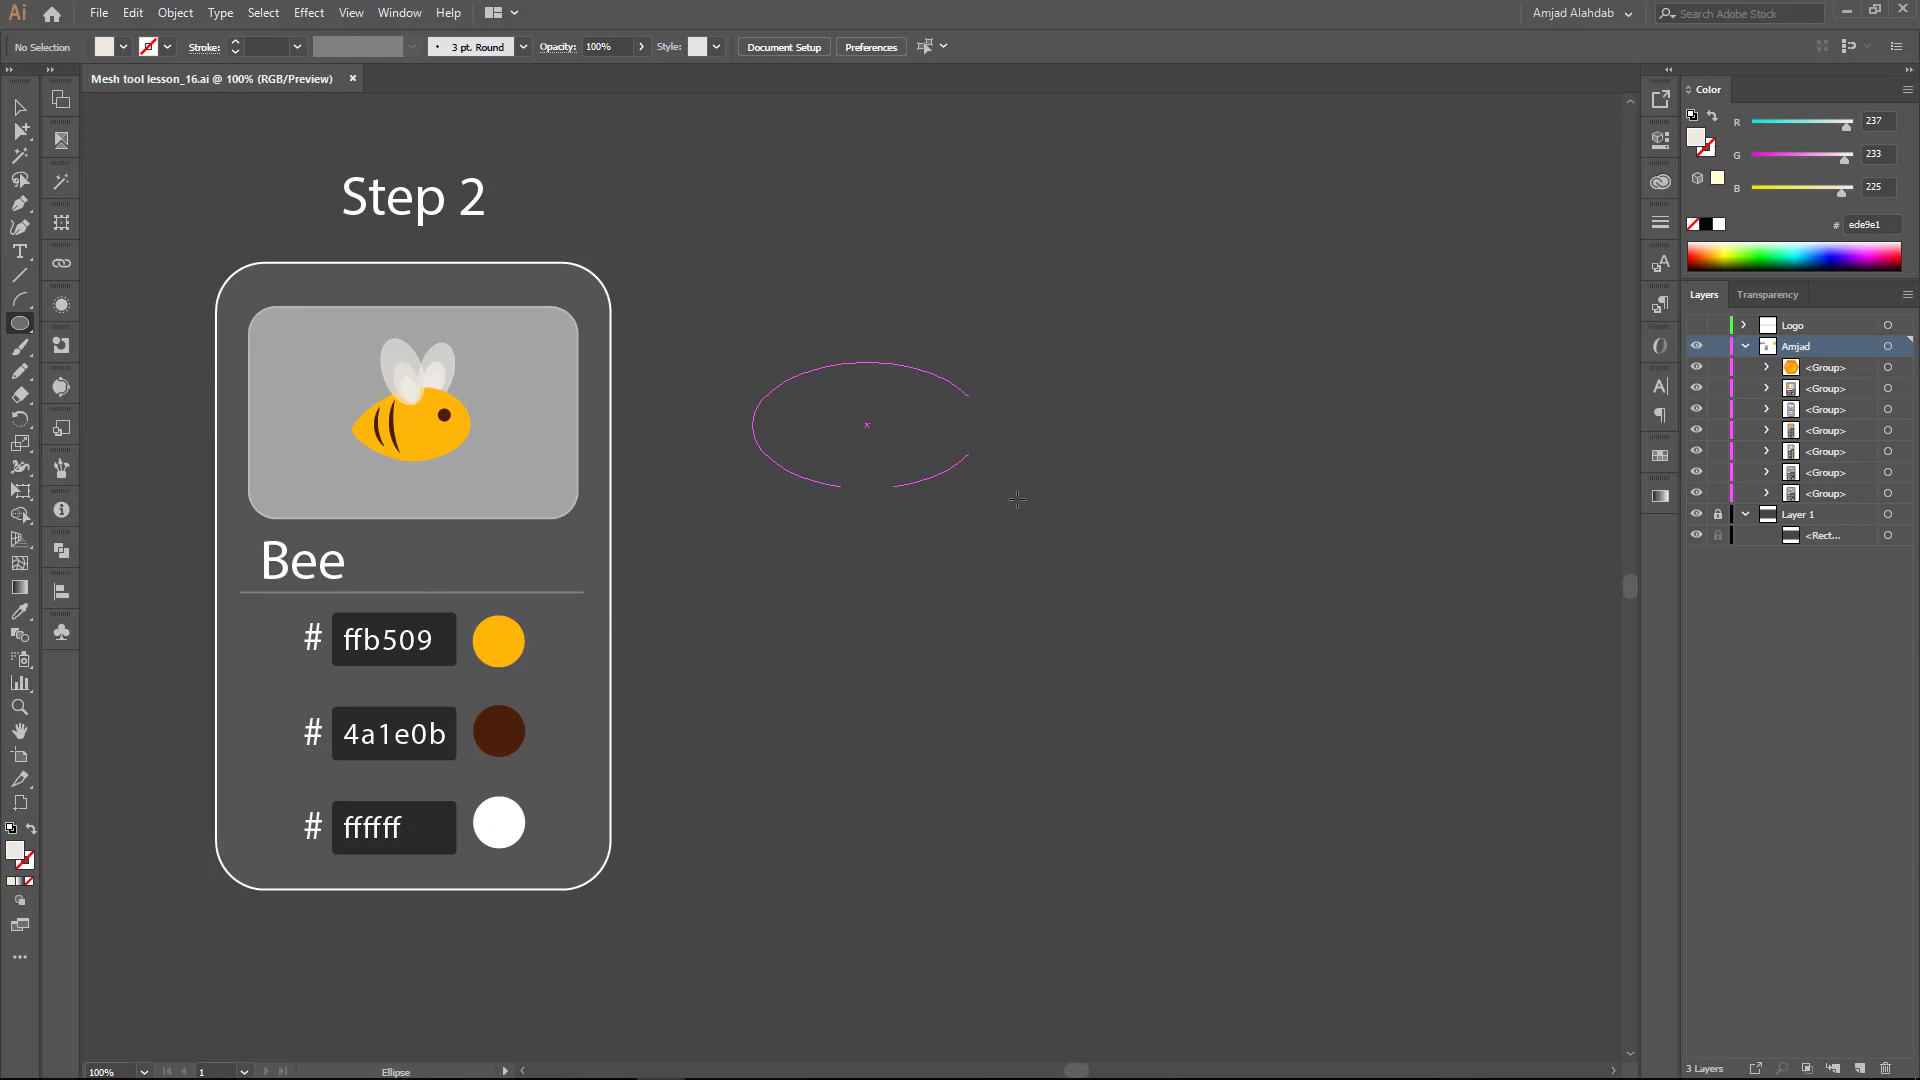 Ai File Edit Object Type Select Effect View Window Help Amjad Alahdab Search Adobe Stock
No Selection Stroke: 3 pt. Round Opacity: 100% Style: Document Setup Preferences
Mesh tool lesson_16.ai @ 100% (RGB/Preview)
Step 2
Bee
# ffb509
# 4a1e0b
# ffffff
Color
R 237
G 233
B 225
# ede9e1
Layers Transparency
Logo
Amjad
<Group>
<Group>
<Group>
<Group>
<Group>
<Group>
<Group>
Layer 1
<Rect...
3 Layers
100% 1 Ellipse